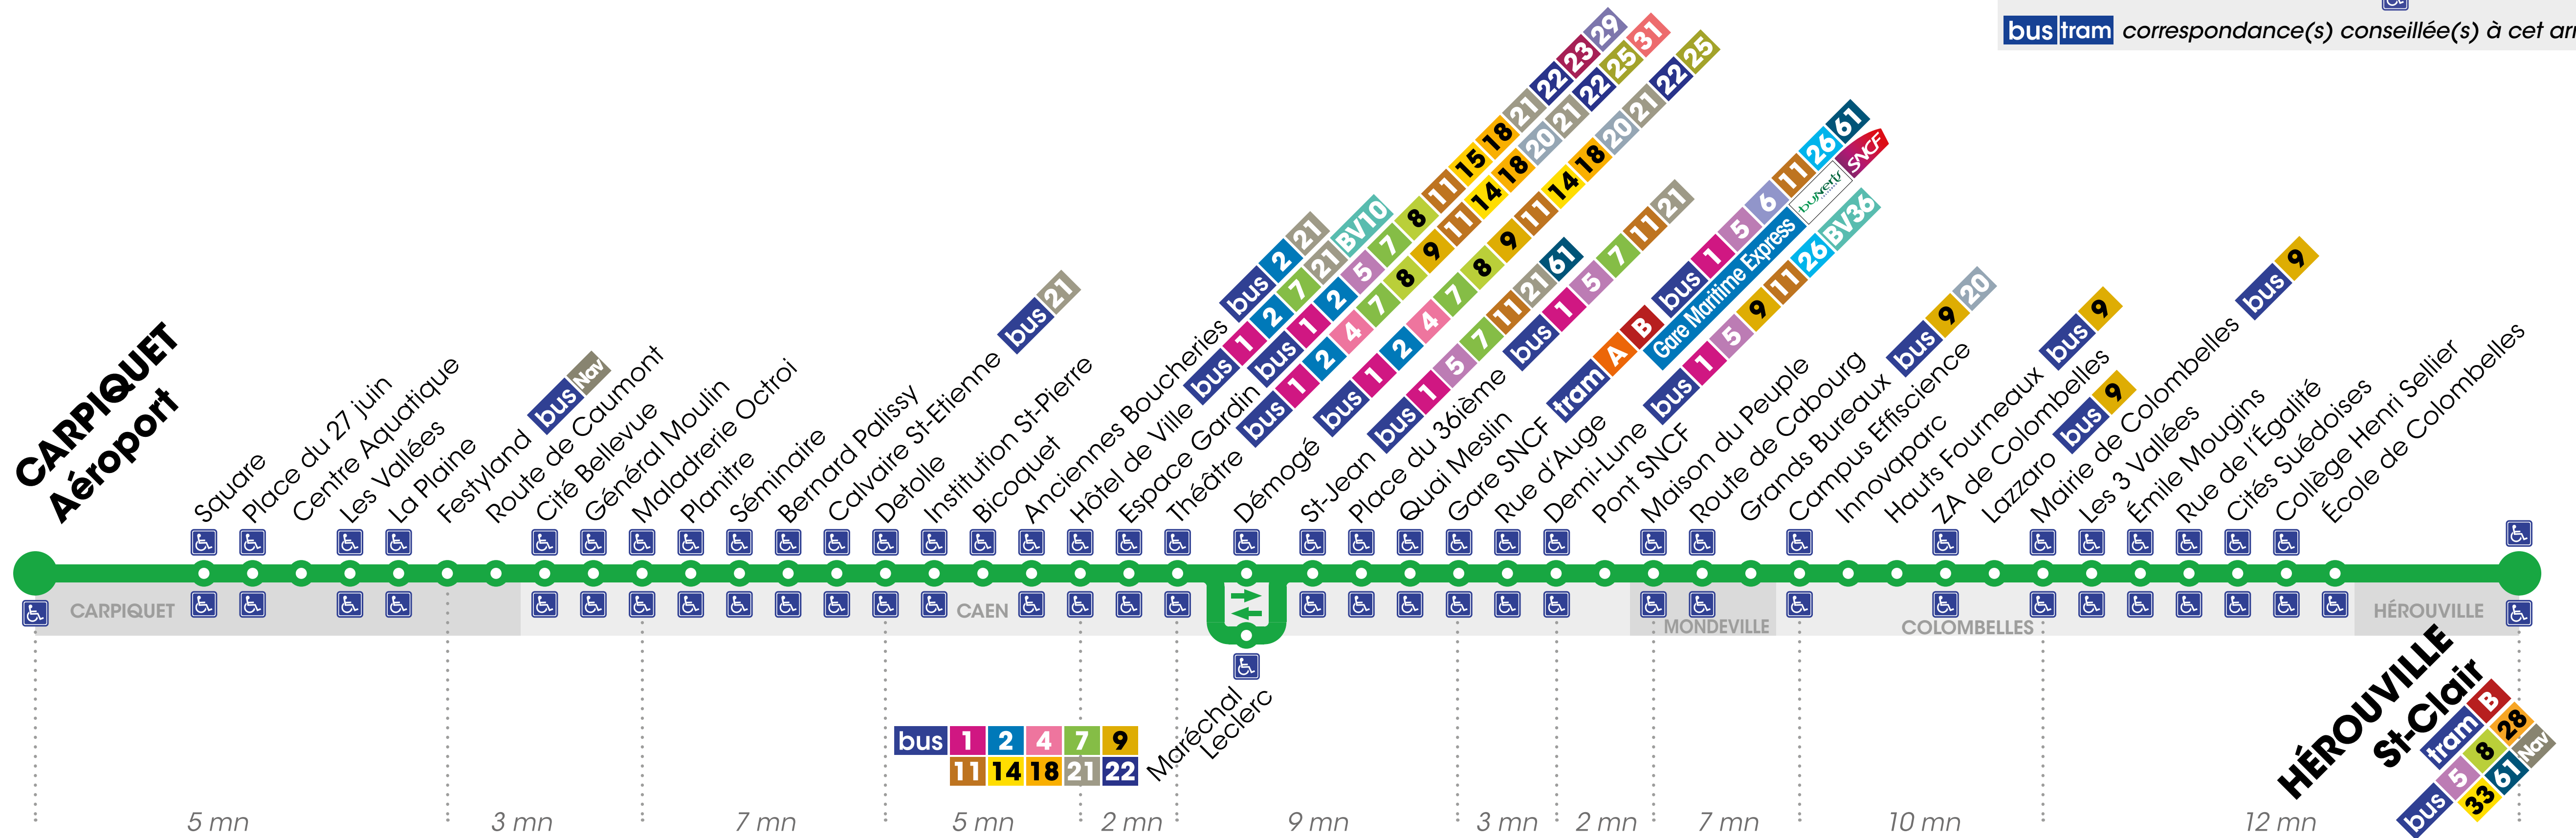 bus tram correspondance(s) conseillée(s) à cet arr
CARPIQUET
Aéroport
Square
Place du 27 juin
Centre Aquatique
Les Vallées
La Plaine
Festyland bus Nav
Route de Caumont
Cité Bellevue
Général Moulin
Maladrerie Octroi
Planitre
Séminaire
Bernard Palissy
Calvaire St-Etienne bus 21
Detolle
Institution St-Pierre
Bicoquet
Anciennes Boucheries bus 2 21
Hôtel de Ville bus 1 2 7 21 BV10
Espace Gardin bus 1 2 5 7 8 11 15 18 21 22 23 29
Théâtre bus 1 2 4 7 8 9 11 14 18 20 21 22 25 31
Démogé bus 1 2 4 7 8 9 11 14 18 20 21 22 25
St-Jean bus 1 5 7 11 21 61
Place du 36ième bus 1 5 7 11 21
Quai Meslin
Gare SNCF tram A B bus 1 5 6 11 26 61
Gare Maritime Express busverts SNCF
Rue d'Auge
Demi-Lune bus 1 5 9 11 26 BV36
Pont SNCF
Maison du Peuple
Route de Cabourg
Grands Bureaux bus 9 20
Campus Effiscience
Innovaparc
Hauts Fourneaux bus 9
ZA de Colombelles
Lazzaro bus 9
Mairie de Colombelles bus 9
Les 3 Vallées
Émile Mougins
Rue de l'Égalité
Cités Suédoises
Collège Henri Sellier
École de Colombelles
CARPIQUET
CAEN
MONDEVILLE
COLOMBELLES
HÉROUVILLE
Maréchal
Leclerc
bus 1 2 4 7 9
11 14 18 21 22
HÉROUVILLE
St-Clair
tram B
bus 5 8 28
33 61 Nav
5 mn
3 mn
7 mn
5 mn
2 mn
9 mn
3 mn
2 mn
7 mn
10 mn
12 mn